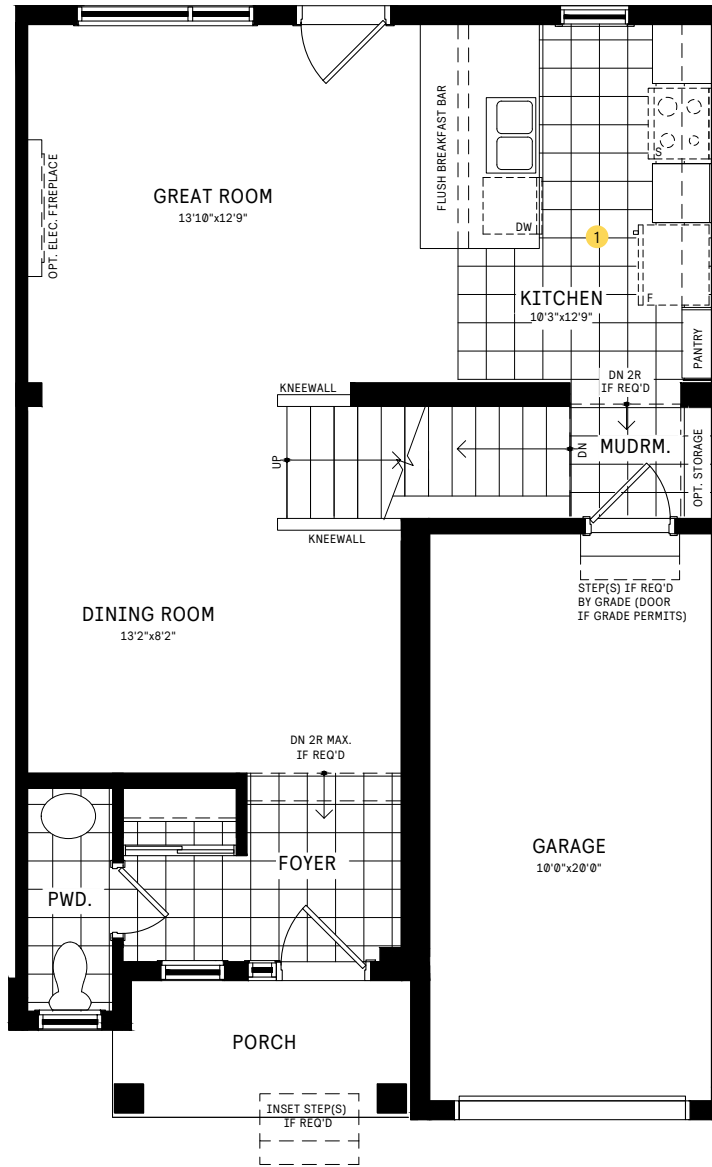 GREAT ROOM
13'10"x12'9"
OPT. ELEC. FIREPLACE
FLUSH BREAKFAST BAR
DW
S
1
F
KITCHEN
10'3"x12'9"
PANTRY
KNEEWALL
DN 2R
IF REQ'D
UP
DN
MUDRM.
OPT. STORAGE
KNEEWALL
STEP(S) IF REQ'D
BY GRADE (DOOR
IF GRADE PERMITS)
DINING ROOM
13'2"x8'2"
DN 2R MAX.
IF REQ'D
FOYER
PWD.
GARAGE
10'0"x20'0"
PORCH
INSET STEP(S)
IF REQ'D